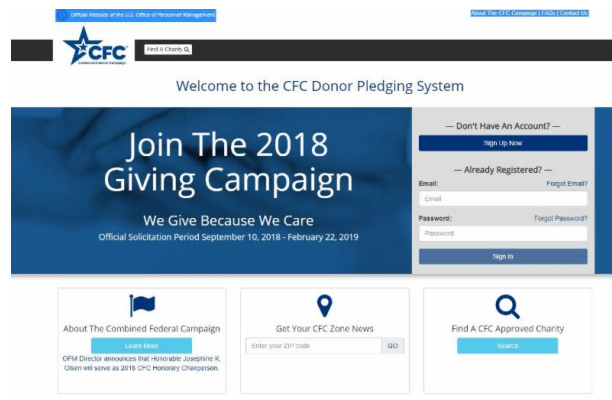 Official Website of the U.S. Office of Personnel Management
About The CFC Campaign | FAQs | Contact Us
CFC
Combined Federal Campaign
Find A Charity
Welcome to the CFC Donor Pledging System
Join The 2018
Giving Campaign
We Give Because We Care
Official Solicitation Period September 10, 2018 - February 22, 2019
— Don't Have An Account? —
Sign Up Now
— Already Registered? —
Email:
Forgot Email?
Email
Password:
Forgot Password?
Password
Sign In
About The Combined Federal Campaign
Learn More
OPM Director announces that Honorable Josephine K.
Olsen will serve as 2018 CFC Honorary Chairperson.
Get Your CFC Zone News
Enter your ZIP code
GO
Find A CFC Approved Charity
Search